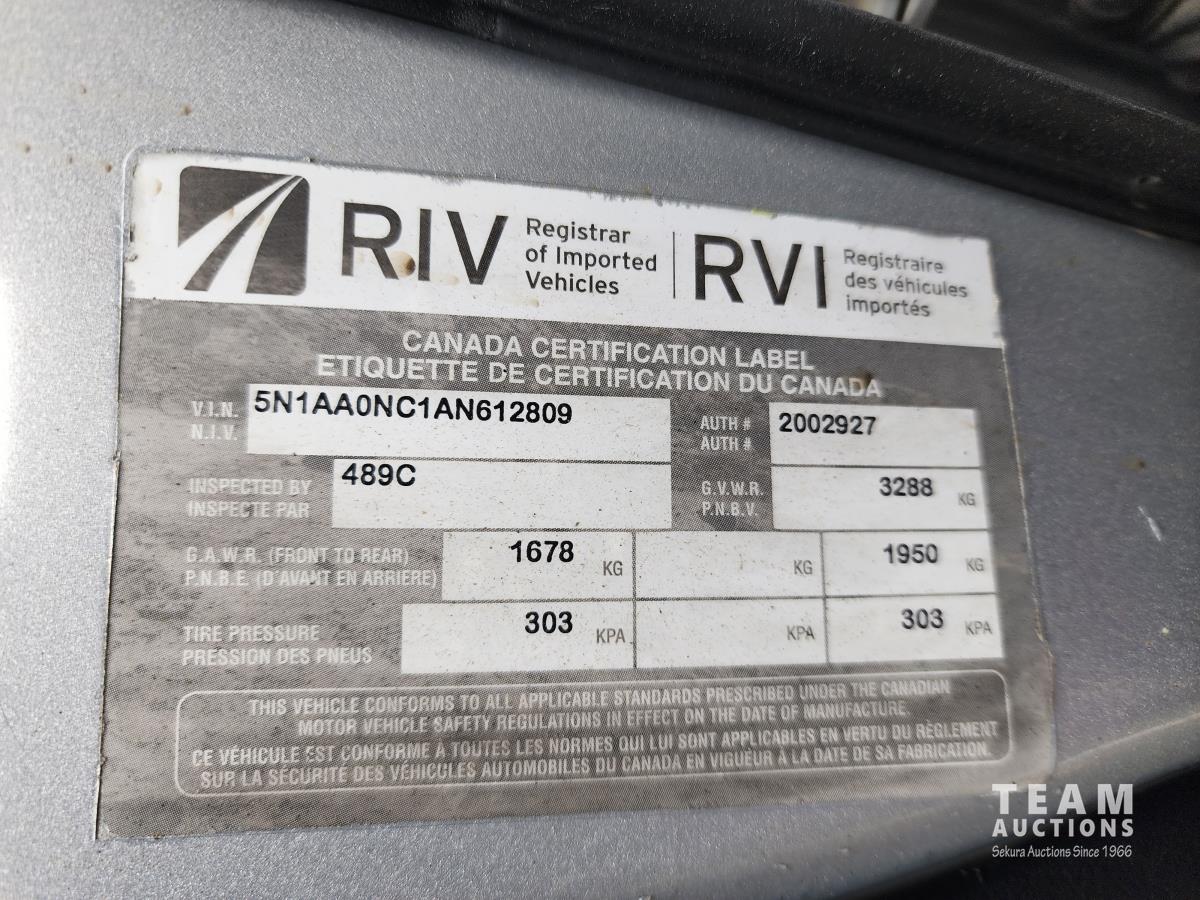 RIV
Registrar
of Imported
Vehicles
RVI
Registraire
des véhicules
importés
CANADA CERTIFICATION LABEL
ETIQUETTE DE CERTIFICATION DU CANADA
V.I.N. 5N1AA0NC1AN612809 AUTH # 2002927
N.I.V. AUTH #
INSPECTED BY 489C G.V.W.R. 3288 KG
INSPECTE PAR P.N.B.V.
G.A.W.R. (FRONT TO REAR) 1678 KG KG 1950 KG
P.N.B.E. (D'AVANT EN ARRIÈRE)
TIRE PRESSURE 303 KPA KPA 303 KPA
PRESSION DES PNEUS
THIS VEHICLE CONFORMS TO ALL APPLICABLE STANDARDS PRESCRIBED UNDER THE CANADIAN
MOTOR VEHICLE SAFETY REGULATIONS IN EFFECT ON THE DATE OF MANUFACTURE.
CE VÉHICULE EST CONFORME À TOUTES LES NORMES QUI LUI SONT APPLICABLES EN VERTU DU RÈGLEMENT
SUR LA SÉCURITÉ DES VÉHICULES AUTOMOBILES DU CANADA EN VIGUEUR À LA DATE DE SA FABRICATION.
TEAM
AUCTIONS
Sekura Auctions Since 1966